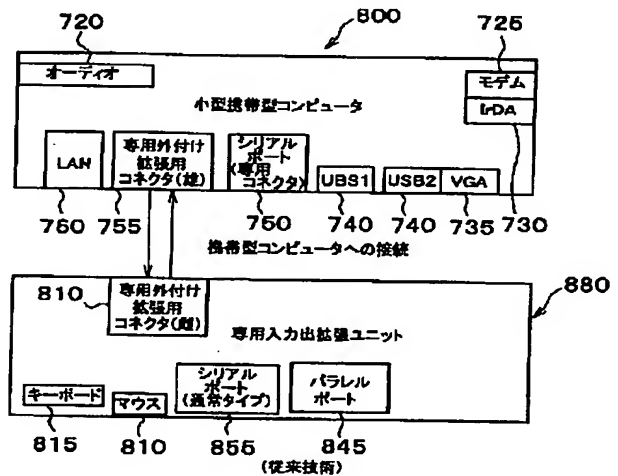 800
720
725
オーディオ
モデム
小型携帯型コンピュータ
IrDA
LAN
専用外付け
拡張用
コネクタ(雄)
シリアル
ポート
(専用
コネクタ)
UBS1
USB2
VGA
760
755
750
740
740
735
730
携帯型コンピュータへの接続
810
専用外付け
拡張用
コネクタ(雌)
880
専用入力出拡張ユニット
キーボード
マウス
シリアル
ポート
(通常タイプ)
パラレル
ポート
815
810
855
845
(従来技術)